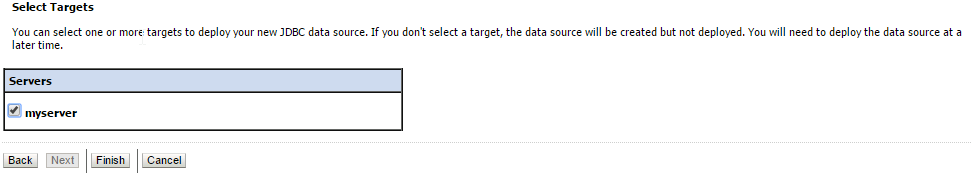 Select Targets
You can select one or more targets to deploy your new JDBC data source. If you don't select a target, the data source will be created but not deployed. You will need to deploy the data source at a
later time.
Servers
myserver
Back Next Finish Cancel